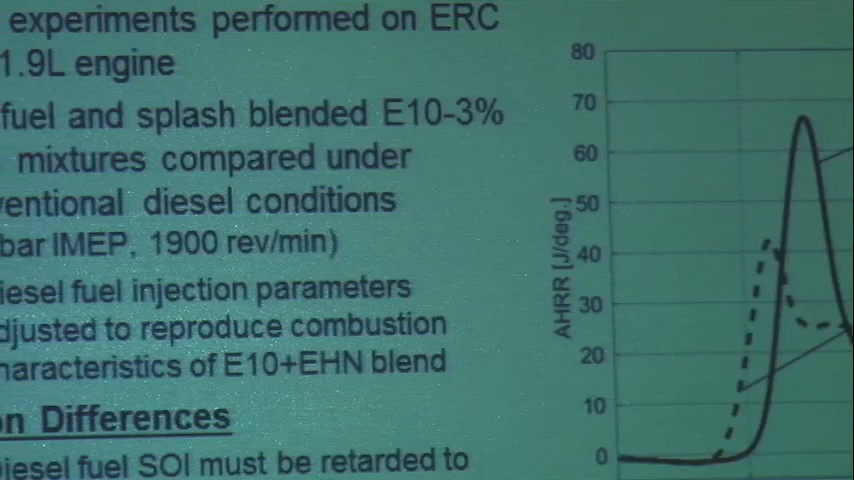 experiments performed on ERC
1.9L engine
fuel and splash blended E10-3%
mixtures compared under
ventional diesel conditions
bar IMEP, 1900 rev/min)
iesel fuel injection parameters
djusted to reproduce combustion
haracteristics of E10+EHN blend
on Differences
Diesel fuel SOI must be retarded to
AHRR [J/deg.]
80
70
60
50
40
30
20
10
0